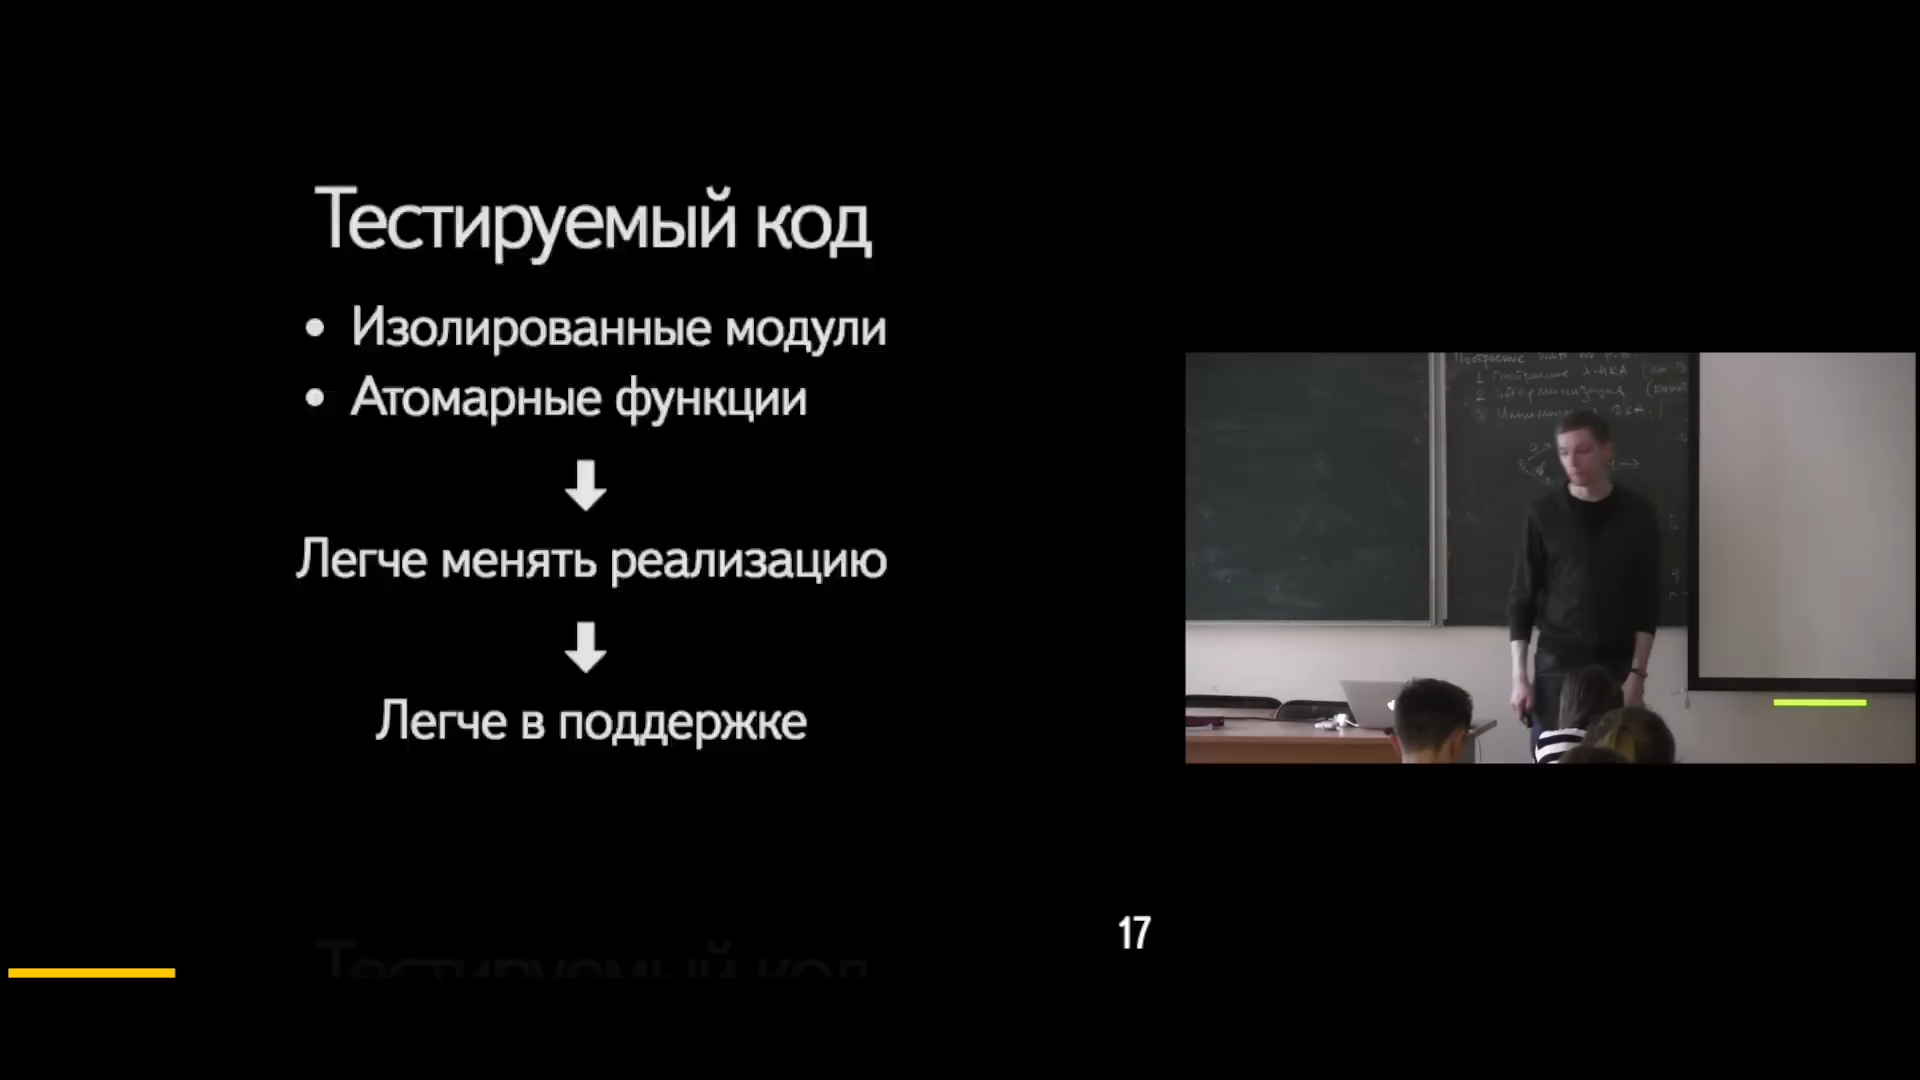 Тестируемый код
• Изолированные модули
• Атомарные функции
Легче менять реализацию
Легче в поддержке
17